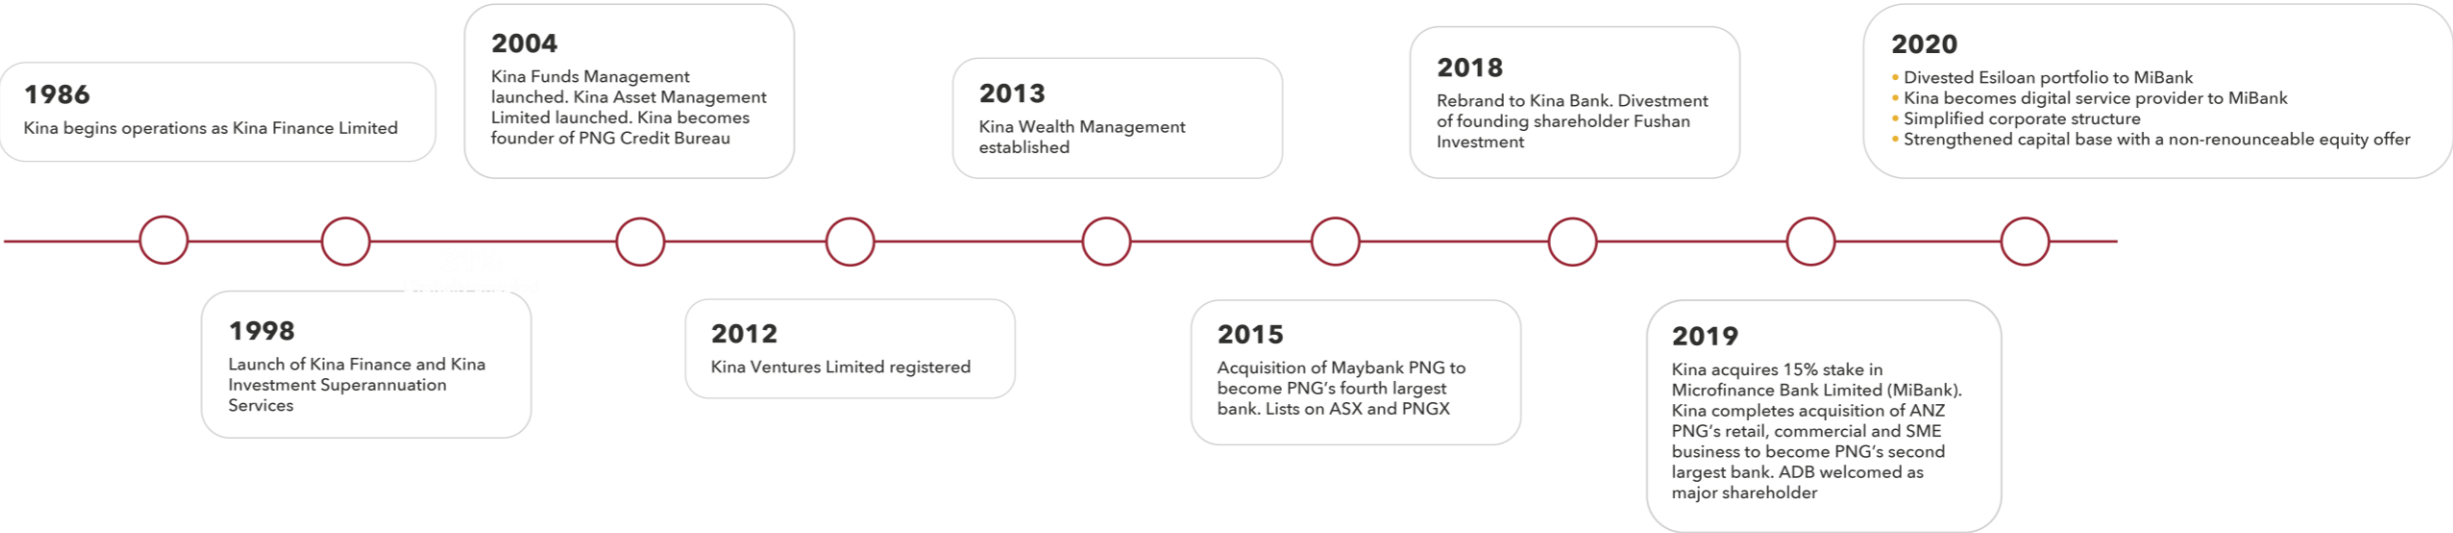 1986
Kina begins operations as Kina Finance Limited
1998
Launch of Kina Finance and Kina
Investment Superannuation
Services
2004
Kina Funds Management
launched. Kina Asset Management
Limited launched. Kina becomes
founder of PNG Credit Bureau
2012
Kina Ventures Limited registered
2013
Kina Wealth Management
established
2015
Acquisition of Maybank PNG to
become PNG’s fourth largest
bank. Lists on ASX and PNGX
2018
Rebrand to Kina Bank. Divestment
of founding shareholder Fushan
Investment
2019
Kina acquires 15% stake in
Microfinance Bank Limited (MiBank).
Kina completes acquisition of ANZ
PNG’s retail, commercial and SME
business to become PNG’s second
largest bank. ADB welcomed as
major shareholder
2020
• Divested Esiloan portfolio to MiBank
• Kina becomes digital service provider to MiBank
• Simplified corporate structure
• Strengthened capital base with a non-renounceable equity offer